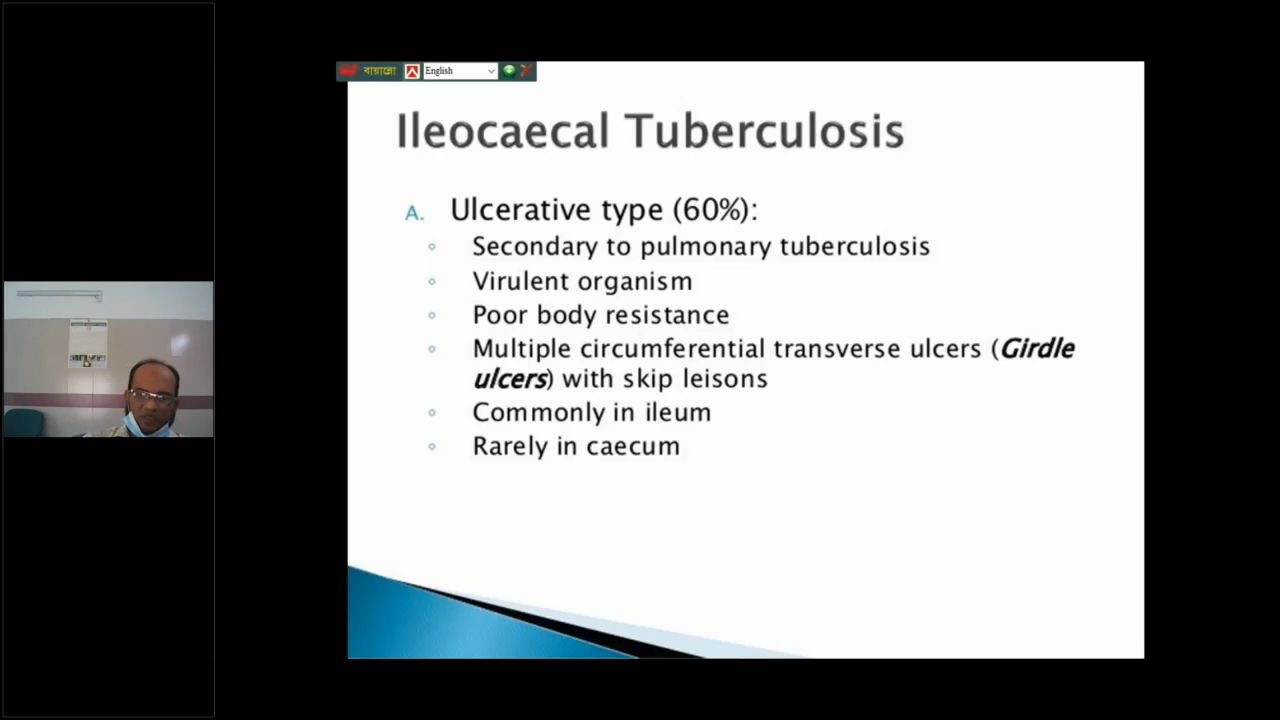 বায়ান্নো English
Ileocaecal Tuberculosis
A. Ulcerative type (60%):
◦ Secondary to pulmonary tuberculosis
◦ Virulent organism
◦ Poor body resistance
◦ Multiple circumferential transverse ulcers (Girdle
ulcers) with skip leisons
◦ Commonly in ileum
◦ Rarely in caecum